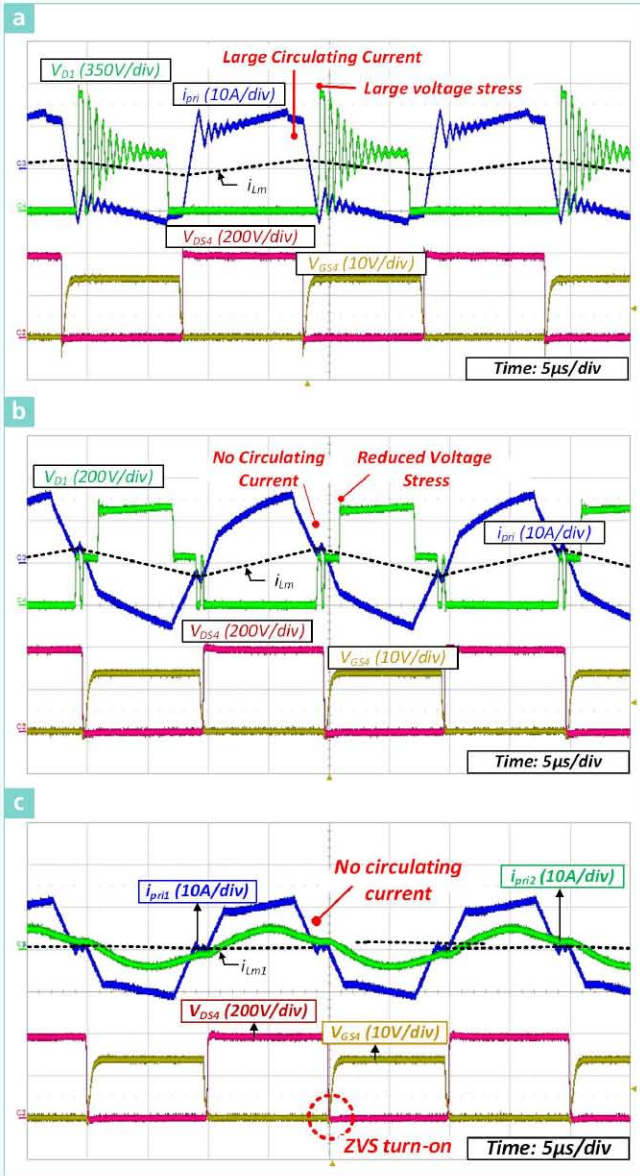 a
Large Circulating Current
V_D1 (350V/div)
i_pri (10A/div)
Large voltage stress
i_Lm
V_DS4 (200V/div)
V_GS4 (10V/div)
Time: 5μs/div
b
No Circulating
Current
Reduced Voltage
Stress
V_D1 (200V/div)
i_pri (10A/div)
i_Lm
V_DS4 (200V/div)
V_GS4 (10V/div)
Time: 5μs/div
c
No circulating
current
i_pri1 (10A/div)
i_pri2 (10A/div)
i_Lm1
V_DS4 (200V/div)
V_GS4 (10V/div)
ZVS turn-on
Time: 5μs/div